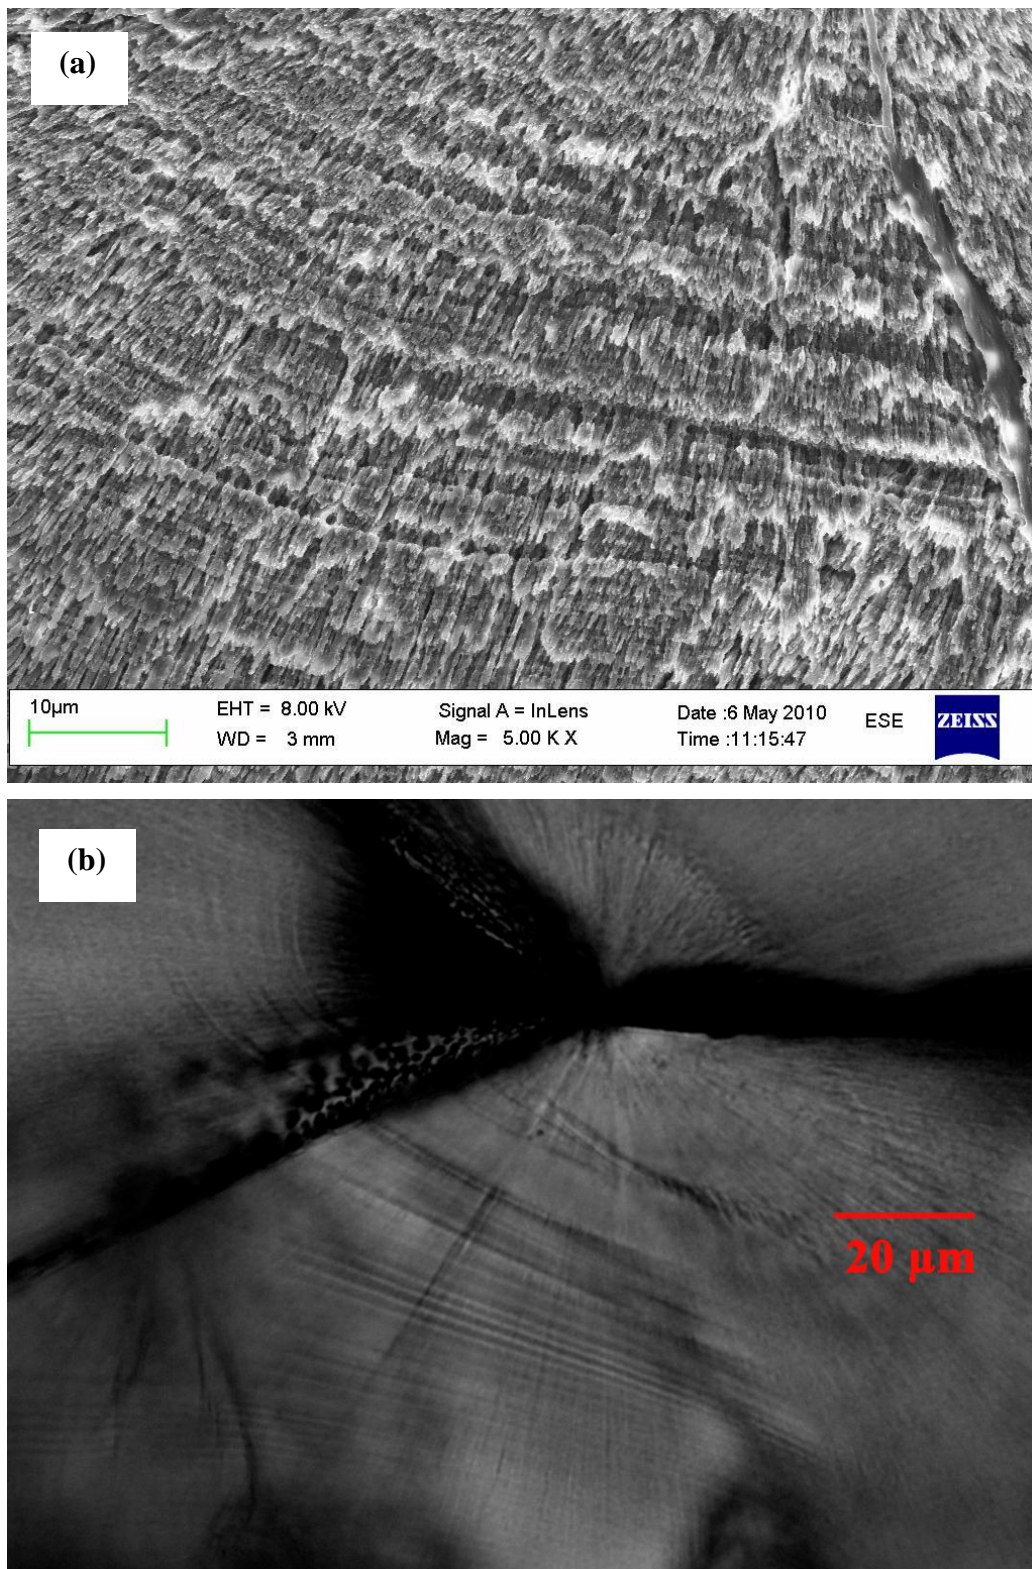 (a)
10µm
EHT = 8.00 kV
WD = 3 mm
Signal A = InLens
Mag = 5.00 K X
Date :6 May 2010
Time :11:15:47
ESE
ZEISS
(b)
20 µm